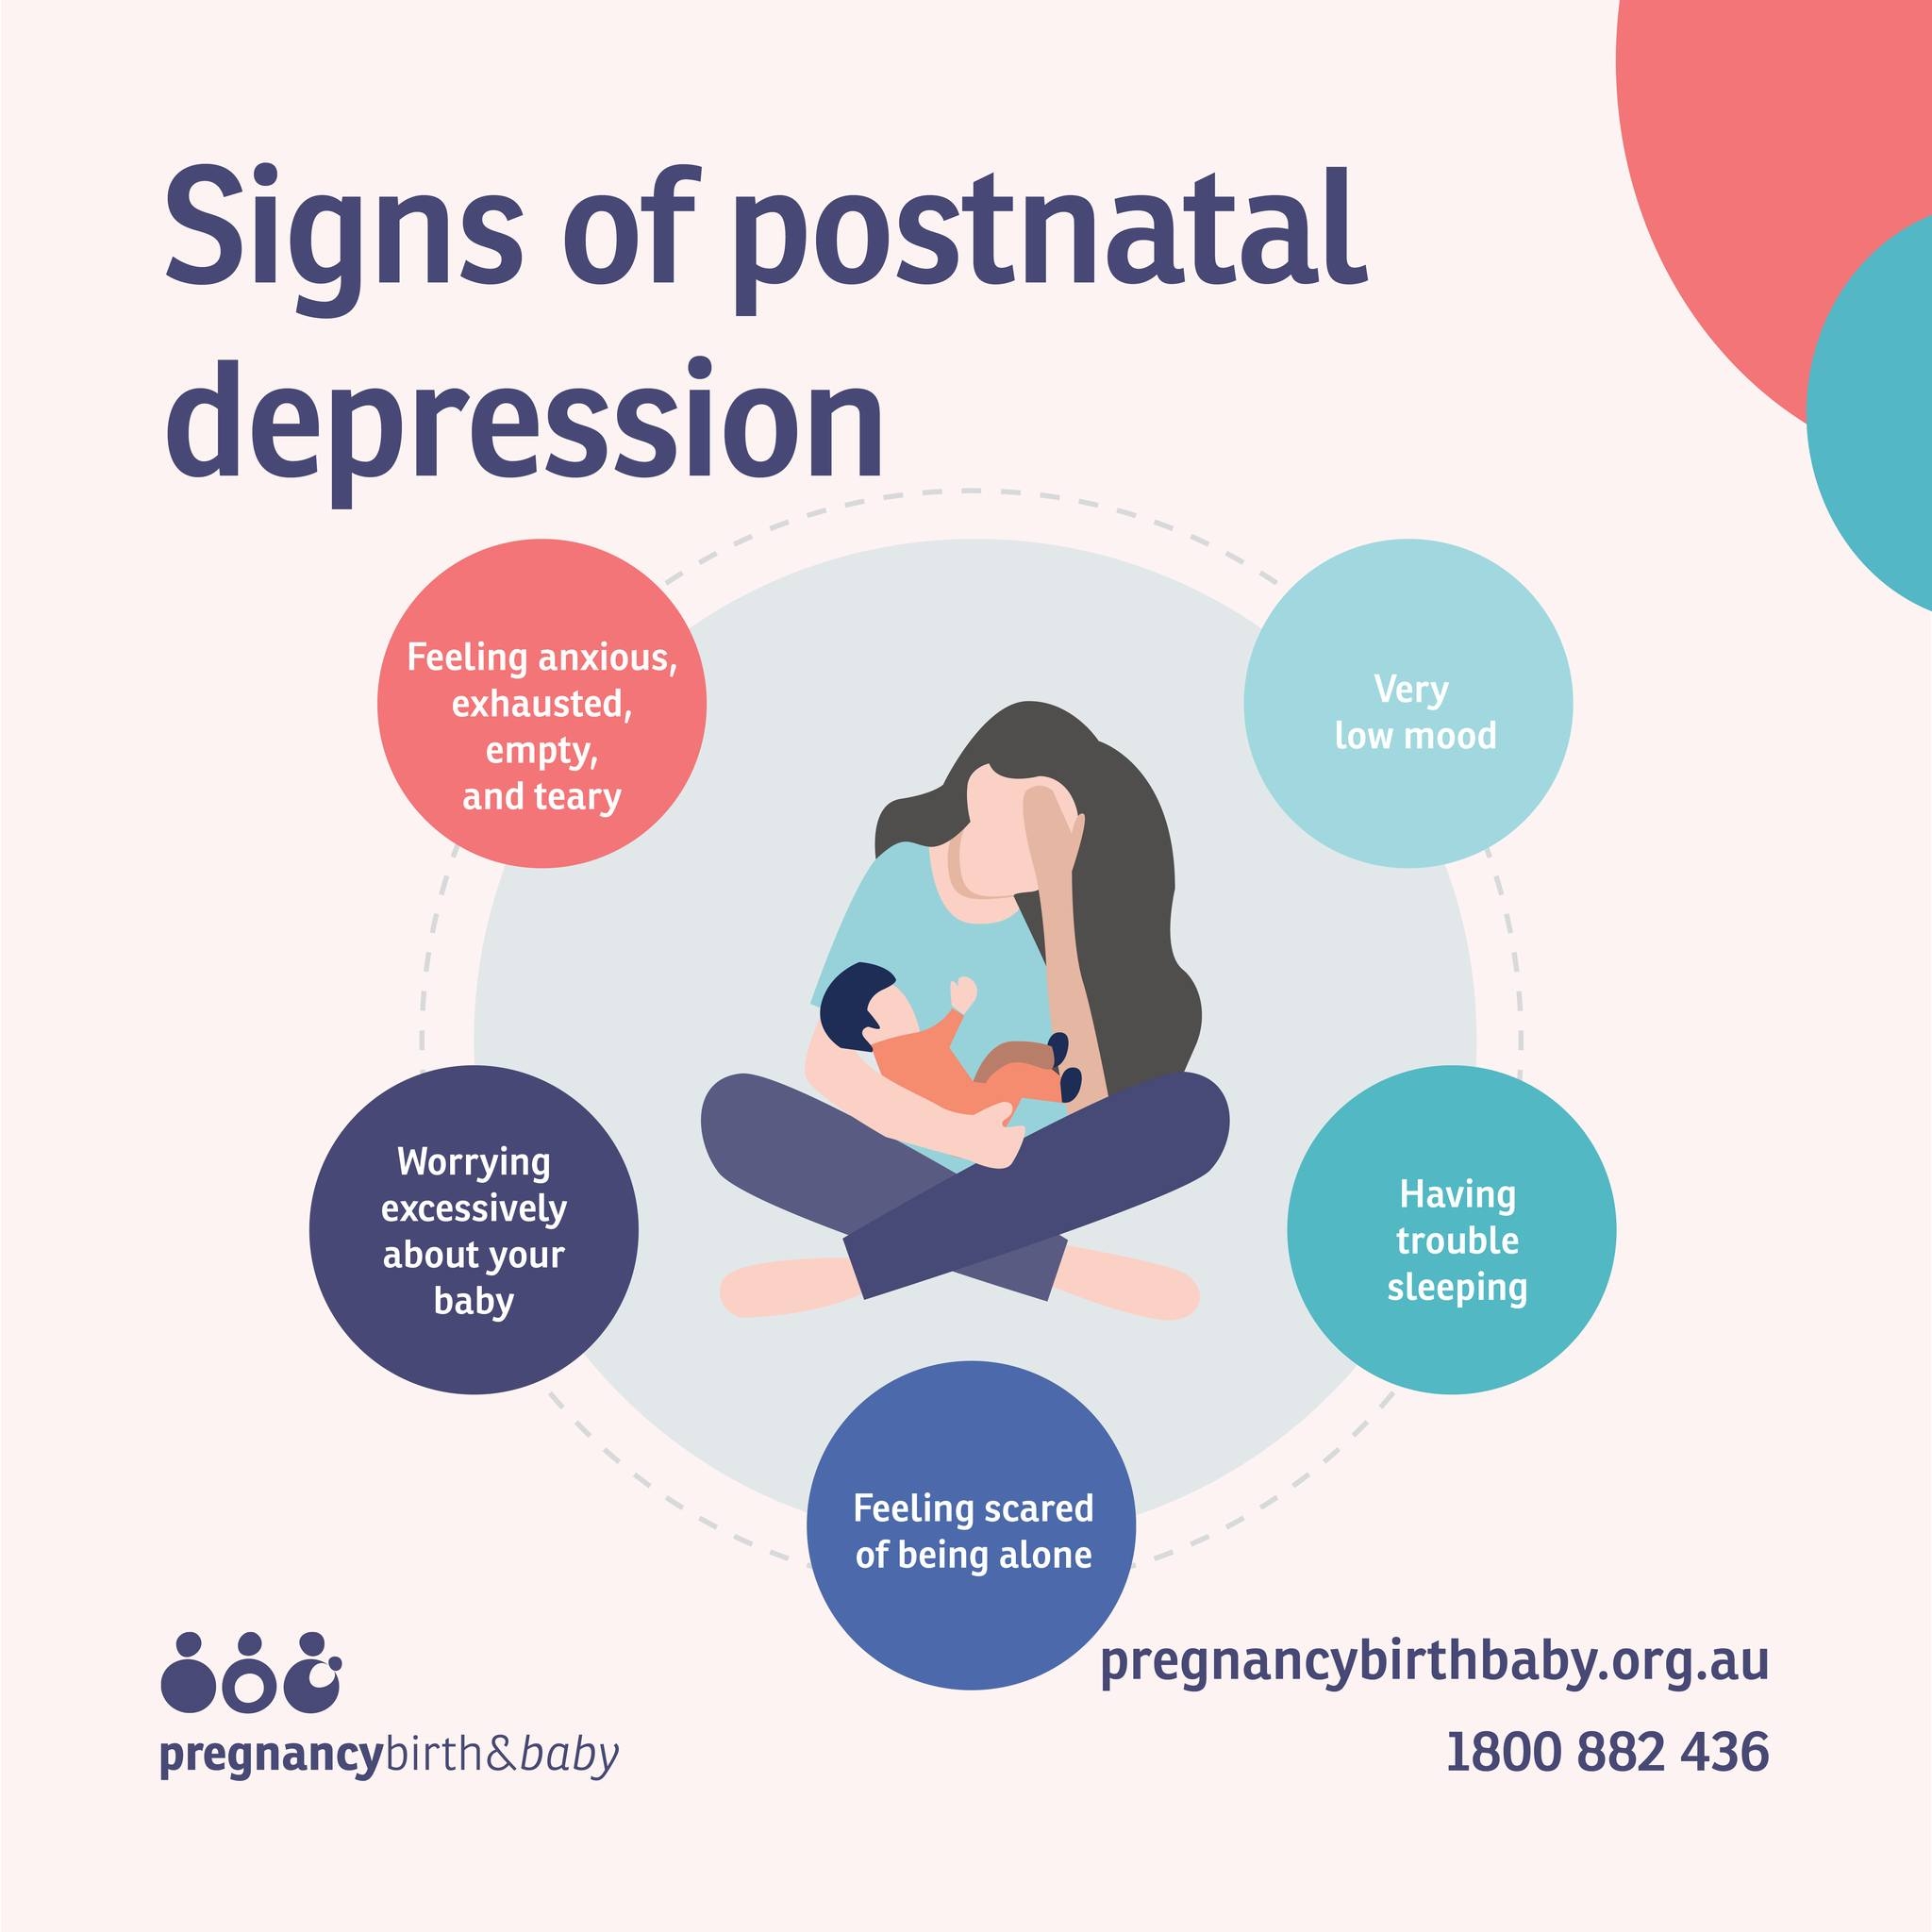 Signs of postnatal
depression
Feeling anxious,
exhausted,
empty,
and teary
Very
low mood
Worrying
excessively
about your
baby
Having
trouble
sleeping
Feeling scared
of being alone
pregnancybirth&baby
pregnancybirthbaby.org.au
1800 882 436